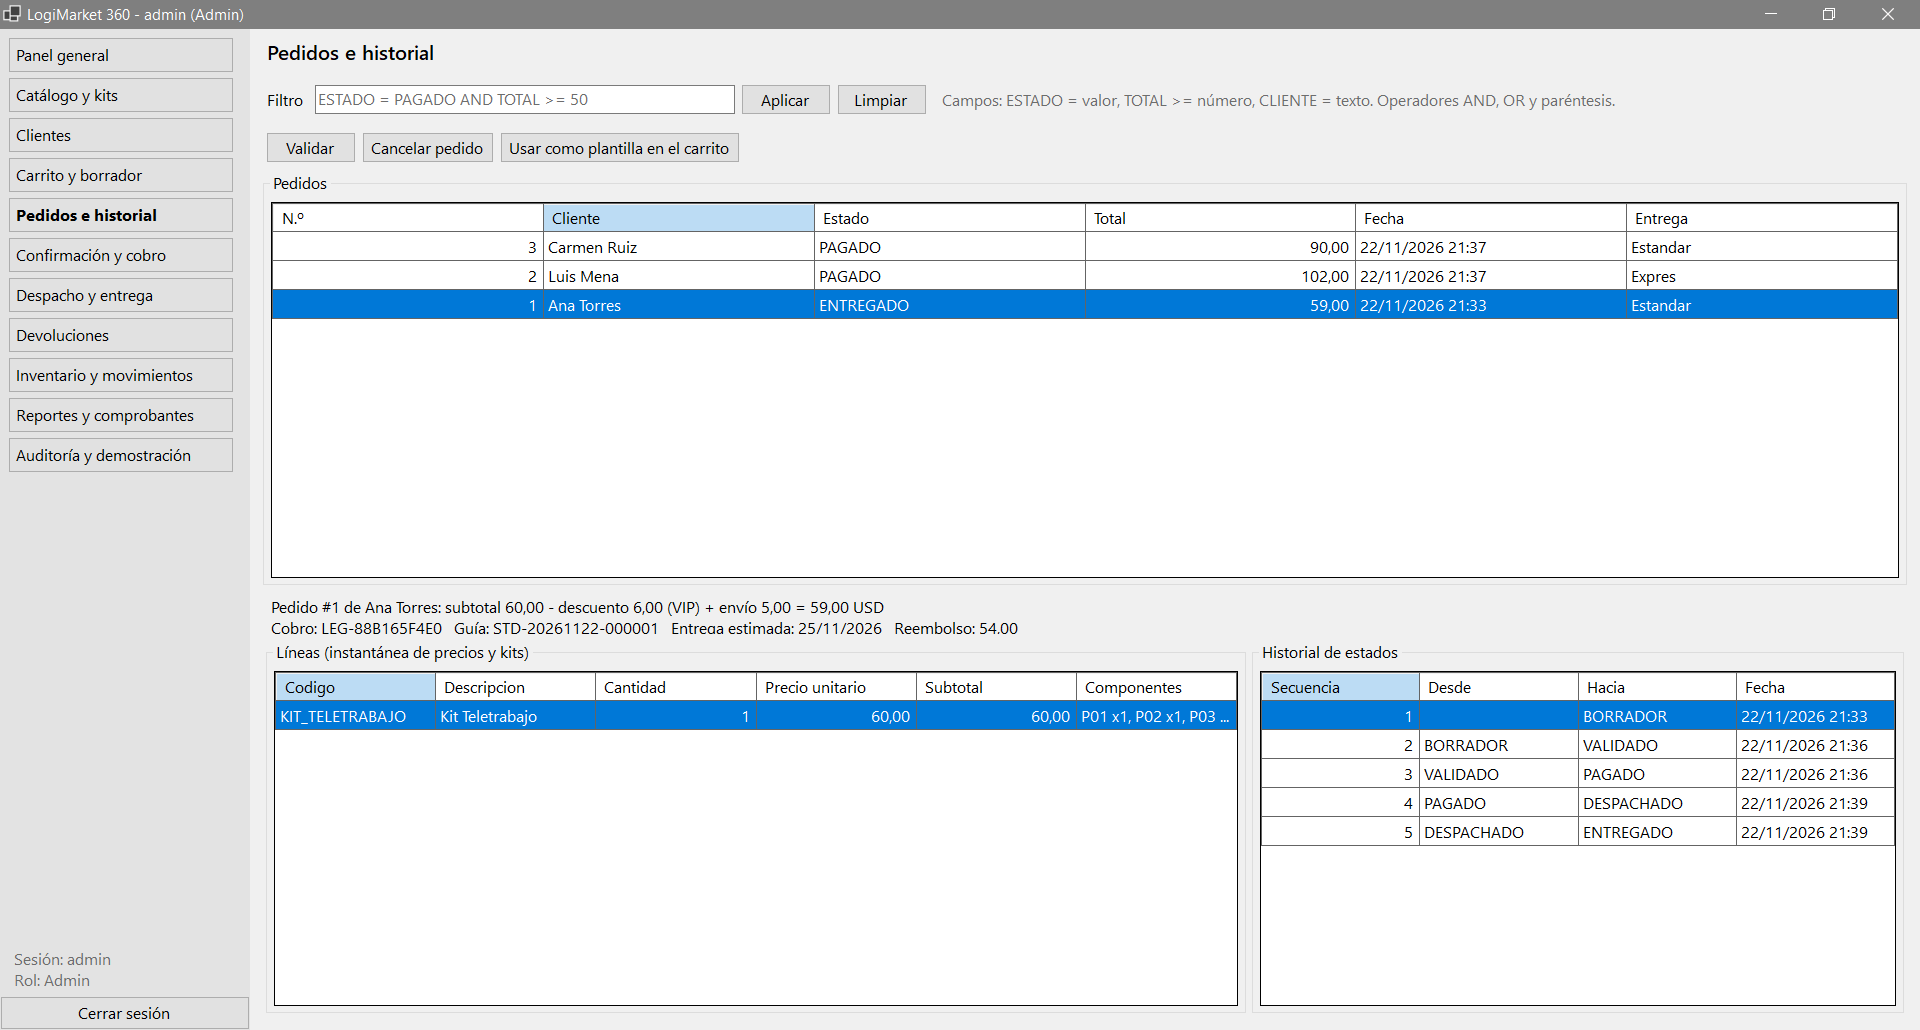 LogiMarket 360 - admin (Admin)
Panel general
Catálogo y kits
Clientes
Carrito y borrador
Pedidos e historial
Confirmación y cobro
Despacho y entrega
Devoluciones
Inventario y movimientos
Reportes y comprobantes
Auditoría y demostración
Sesión: admin
Rol: Admin
Cerrar sesión
Pedidos e historial
Filtro ESTADO = PAGADO AND TOTAL >= 50 Aplicar Limpiar Campos: ESTADO = valor, TOTAL >= número, CLIENTE = texto. Operadores AND, OR y paréntesis.
Validar Cancelar pedido Usar como plantilla en el carrito
Pedidos
N.º Cliente Estado Total Fecha Entrega
3 Carmen Ruiz PAGADO 90,00 22/11/2026 21:37 Estandar
2 Luis Mena PAGADO 102,00 22/11/2026 21:37 Expres
1 Ana Torres ENTREGADO 59,00 22/11/2026 21:33 Estandar
Pedido #1 de Ana Torres: subtotal 60,00 - descuento 6,00 (VIP) + envío 5,00 = 59,00 USD
Cobro: LEG-88B165F4E0 Guía: STD-20261122-000001 Entrega estimada: 25/11/2026 Reembolso: 54.00
Líneas (instantánea de precios y kits)
Codigo Descripcion Cantidad Precio unitario Subtotal Componentes
KIT_TELETRABAJO Kit Teletrabajo 1 60,00 60,00 P01 x1, P02 x1, P03 ...
Historial de estados
Secuencia Desde Hacia Fecha
1 BORRADOR 22/11/2026 21:33
2 BORRADOR VALIDADO 22/11/2026 21:36
3 VALIDADO PAGADO 22/11/2026 21:36
4 PAGADO DESPACHADO 22/11/2026 21:39
5 DESPACHADO ENTREGADO 22/11/2026 21:39